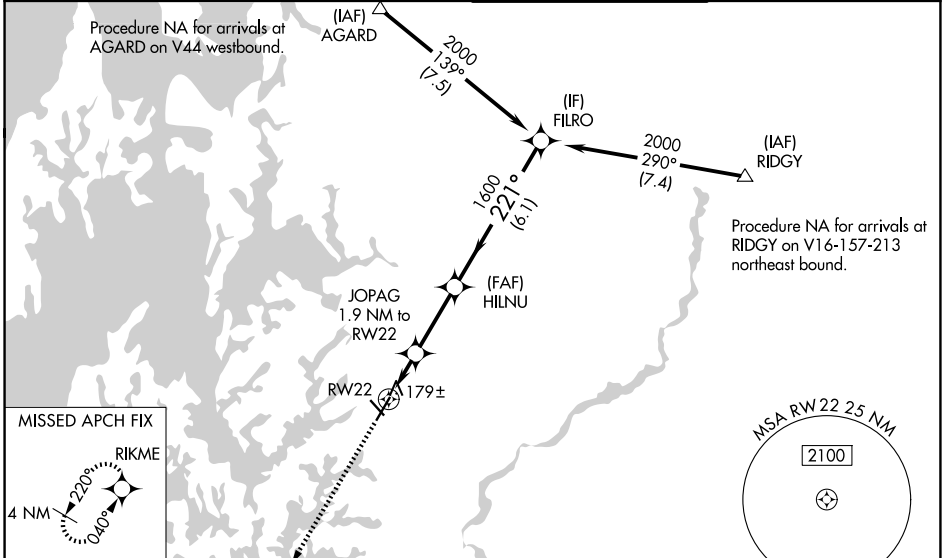 Procedure NA for arrivals at
AGARD on V44 westbound.
(IAF)
AGARD
2000
139°
(7.5)
(IF)
FILRO
2000
290°
(7.4)
(IAF)
RIDGY
1600
221°
(6.1)
Procedure NA for arrivals at
RIDGY on V16-157-213
northeast bound.
(FAF)
HILNU
JOPAG
1.9 NM to
RW22
RW22
179±
MISSED APCH FIX
RIKME
220°
4 NM
040°
MSA RW 22 25 NM
2100